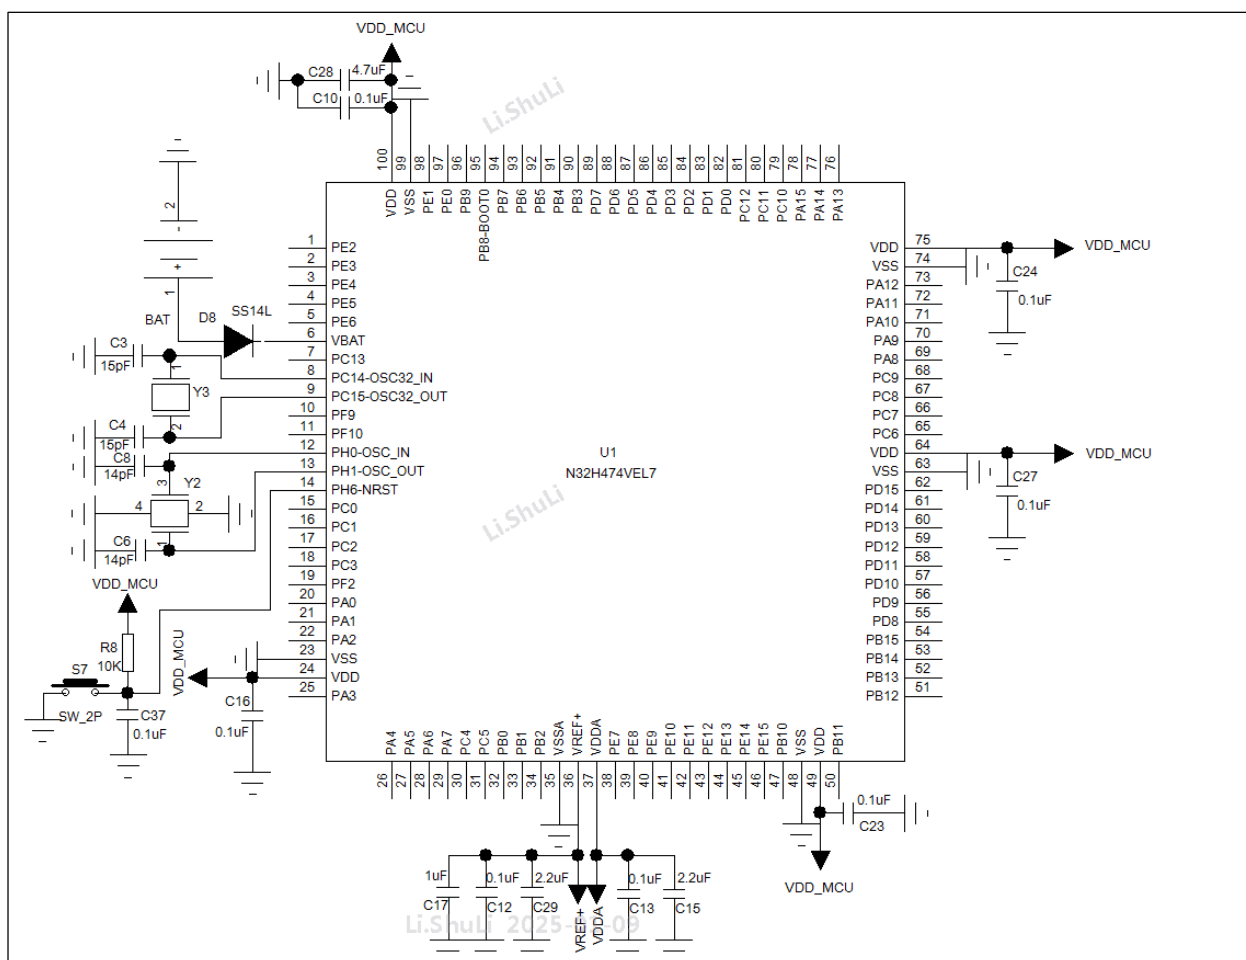 VDD_MCU
C28
4.7uF
C10
0.1uF
Li.ShuLi
100
99
98
97
96
95
94
93
92
91
90
89
88
87
86
85
84
83
82
81
80
79
78
77
76
VDD
VSS
PE1
PE0
PB9
PB8-BOOT0
PB7
PB6
PB5
PB4
PB3
PD7
PD6
PD5
PD4
PD3
PD2
PD1
PD0
PC12
PC11
PC10
PA15
PA14
PA13
2
-
+
1
BAT
D8
SS14L
C3
15pF
1
Y3
2
C4
15pF
C8
14pF
3
Y2
4
2
1
C6
14pF
VDD_MCU
R8
10K
S7
SW_2P
C37
0.1uF
VDD_MCU
C16
0.1uF
1 PE2
2 PE3
3 PE4
4 PE5
5 PE6
6 VBAT
7 PC13
8 PC14-OSC32_IN
9 PC15-OSC32_OUT
10 PF9
11 PF10
12 PH0-OSC_IN
13 PH1-OSC_OUT
14 PH6-NRST
15 PC0
16 PC1
17 PC2
18 PC3
19 PF2
20 PA0
21 PA1
22 PA2
23 VSS
24 VDD
25 PA3
U1
N32H474VEL7
Li.ShuLi
VDD 75
VSS 74
PA12 73
PA11 72
PA10 71
PA9 70
PA8 69
PC9 68
PC8 67
PC7 66
PC6 65
VDD 64
VSS 63
PD15 62
PD14 61
PD13 60
PD12 59
PD11 58
PD10 57
PD9 56
PD8 55
PB15 54
PB14 53
PB13 52
PB12 51
VDD_MCU
C24
0.1uF
VDD_MCU
C27
0.1uF
PA4
PA5
PA6
PA7
PC4
PC5
PB0
PB1
PB2
VSSA
VREF+
VDDA
PE7
PE8
PE9
PE10
PE11
PE12
PE13
PE14
PE15
PB10
VSS
VDD
PB11
26
27
28
29
30
31
32
33
34
35
36
37
38
39
40
41
42
43
44
45
46
47
48
49
50
0.1uF
C23
VDD_MCU
1uF
C17
0.1uF
C12
2.2uF
C29
VREF+
VDDA
0.1uF
C13
2.2uF
C15